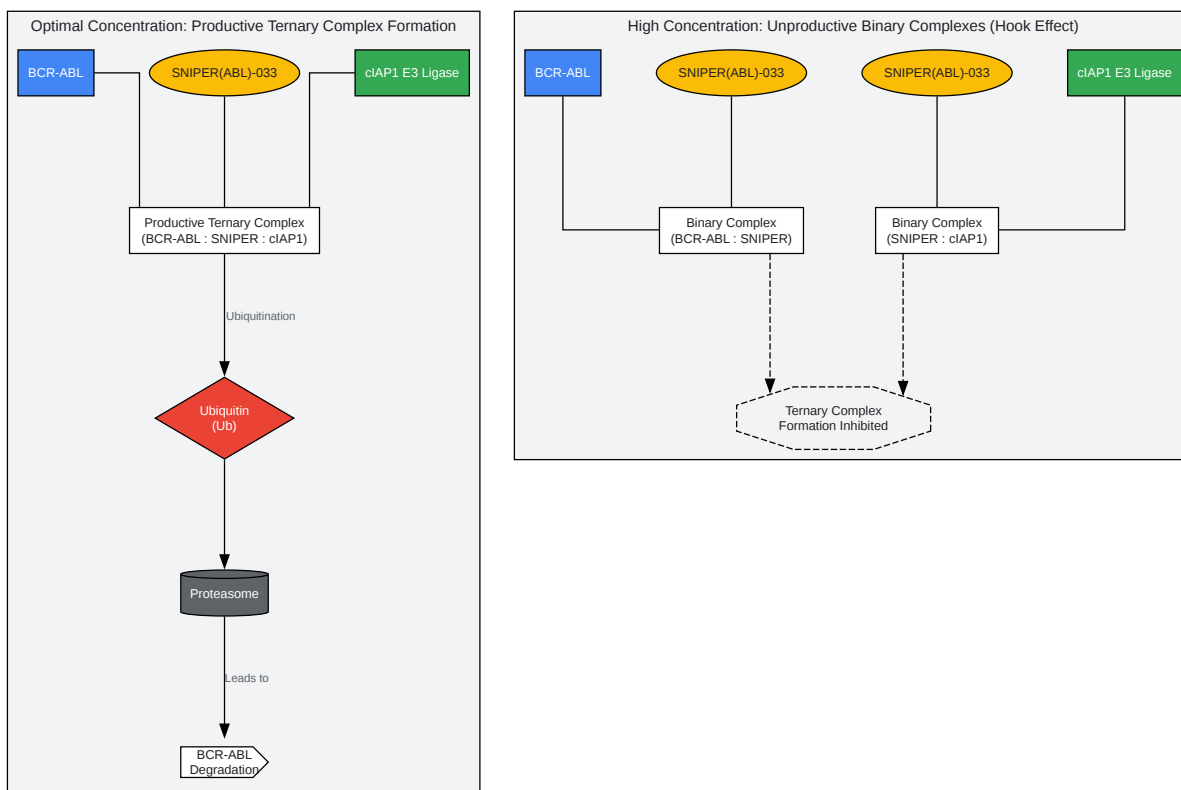 Optimal Concentration: Productive Ternary Complex Formation
BCR-ABL
SNIPER(ABL)-033
cIAP1 E3 Ligase
Productive Ternary Complex
(BCR-ABL : SNIPER : cIAP1)
Ubiquitination
Ubiquitin
(Ub)
Proteasome
Leads to
BCR-ABL
Degradation
High Concentration: Unproductive Binary Complexes (Hook Effect)
BCR-ABL
SNIPER(ABL)-033
SNIPER(ABL)-033
cIAP1 E3 Ligase
Binary Complex
(BCR-ABL : SNIPER)
Binary Complex
(SNIPER : cIAP1)
Ternary Complex
Formation Inhibited